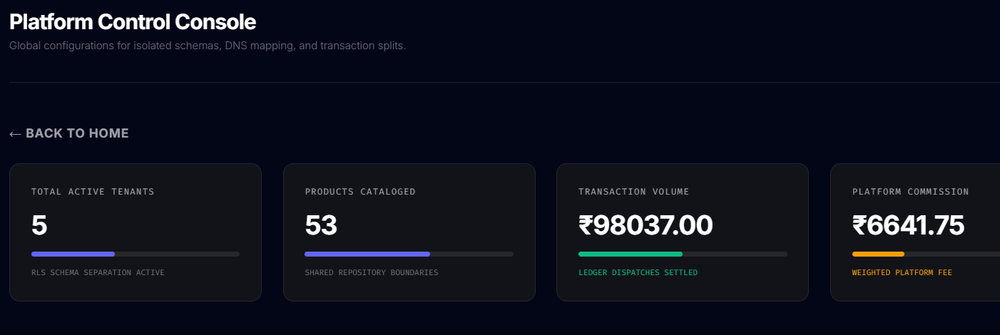 Platform Control Console
Global configurations for isolated schemas, DNS mapping, and transaction splits.
← BACK TO HOME
TOTAL ACTIVE TENANTS
5
RLS SCHEMA SEPARATION ACTIVE
PRODUCTS CATALOGED
53
SHARED REPOSITORY BOUNDARIES
TRANSACTION VOLUME
₹98037.00
LEDGER DISPATCHES SETTLED
PLATFORM COMMISSION
₹6641.75
WEIGHTED PLATFORM FEE